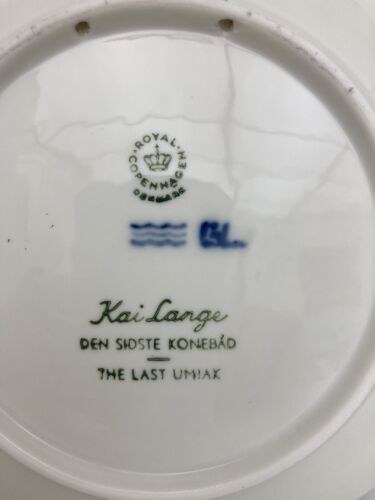 ROYAL
COPENHAGEN
DENMARK
Kai Lange
DEN SIDSTE KONEBÅD
THE LAST UMIAK